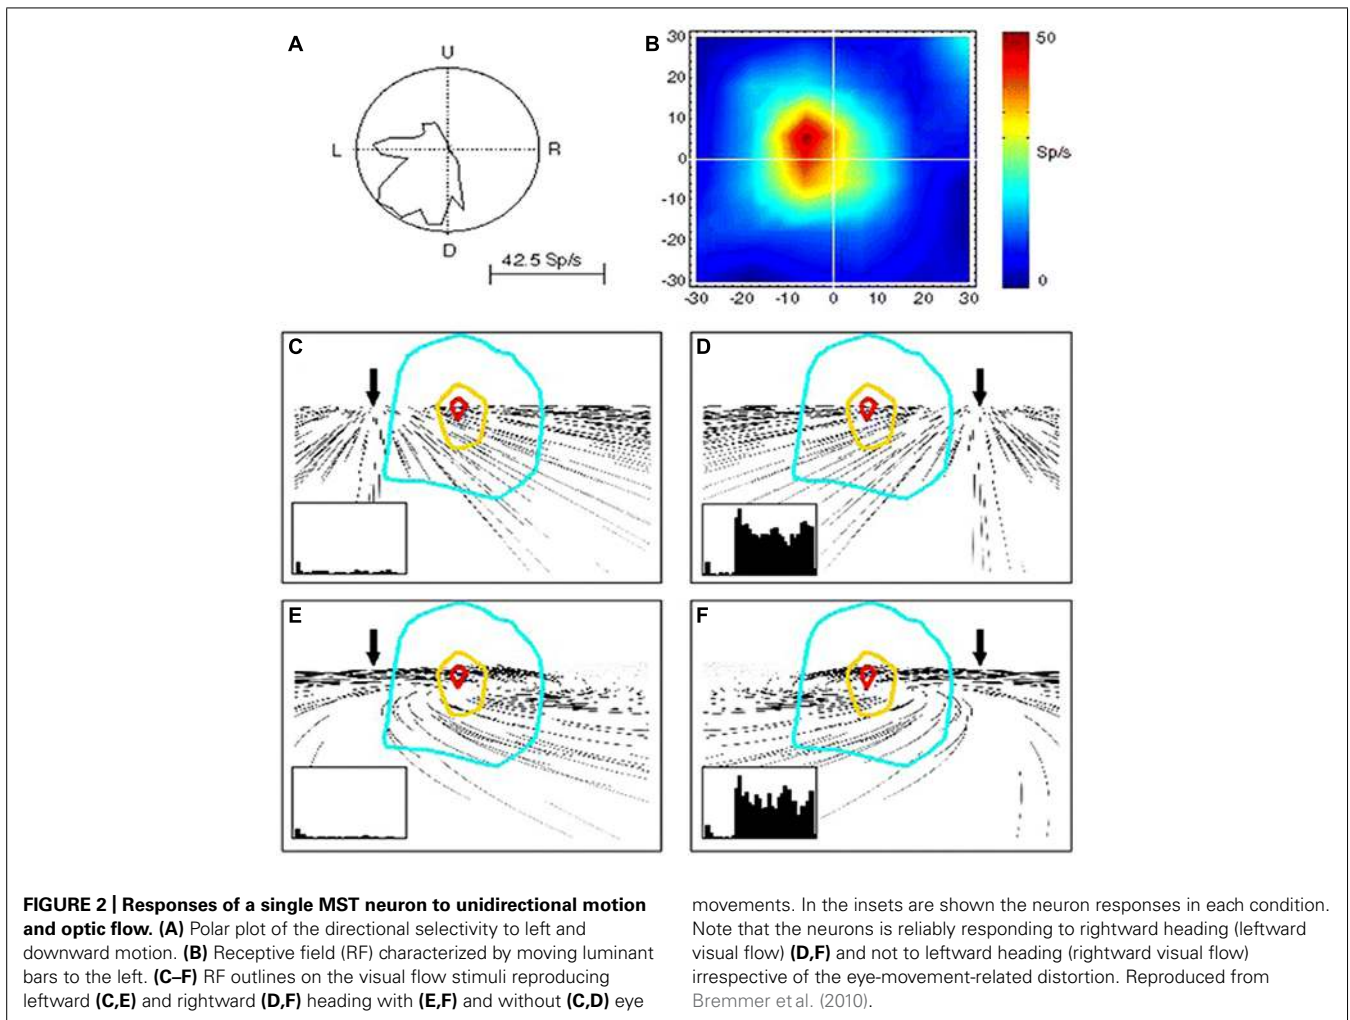 A
U
L
R
D
42.5 Sp/s
B
30
20
10
0
-10
-20
-30
-30
-20
-10
0
10
20
30
50
Sp/s
0
C
D
E
F
FIGURE 2 | Responses of a single MST neuron to unidirectional motion
and optic flow. (A) Polar plot of the directional selectivity to left and
downward motion. (B) Receptive field (RF) characterized by moving luminant
bars to the left. (C–F) RF outlines on the visual flow stimuli reproducing
leftward (C,E) and rightward (D,F) heading with (E,F) and without (C,D) eye
movements. In the insets are shown the neuron responses in each condition.
Note that the neurons is reliably responding to rightward heading (leftward
visual flow) (D,F) and not to leftward heading (rightward visual flow)
irrespective of the eye-movement-related distortion. Reproduced from
Bremmer et al. (2010).